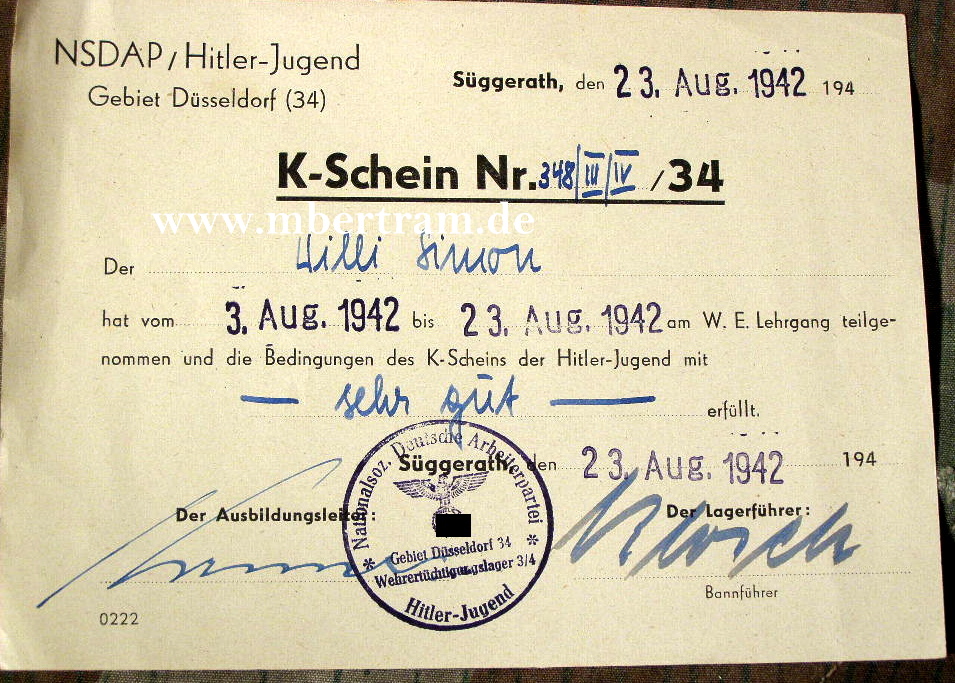 NSDAP/Hitler-Jugend
Gebiet Düsseldorf (34)
Süggerath, den 23. Aug. 1942 194
K-Schein Nr. 348/III/IV /34
www.mbertram.de
Der Willi Simon
hat vom 3. Aug. 1942 bis 23. Aug. 1942 am W. E. Lehrgang teilge-
nommen und die Bedingungen des K-Scheins der Hitler-Jugend mit
— sehr gut — erfüllt.
Süggerath, den 23. Aug. 1942 194
Der Ausbildungsleiter: Der Lagerführer:
Nationalsoz. Deutsche Arbeiterpartei
Gebiet Düsseldorf 34
Wehrertüchtigungslager 3/4
Hitler-Jugend
Bannführer
0222